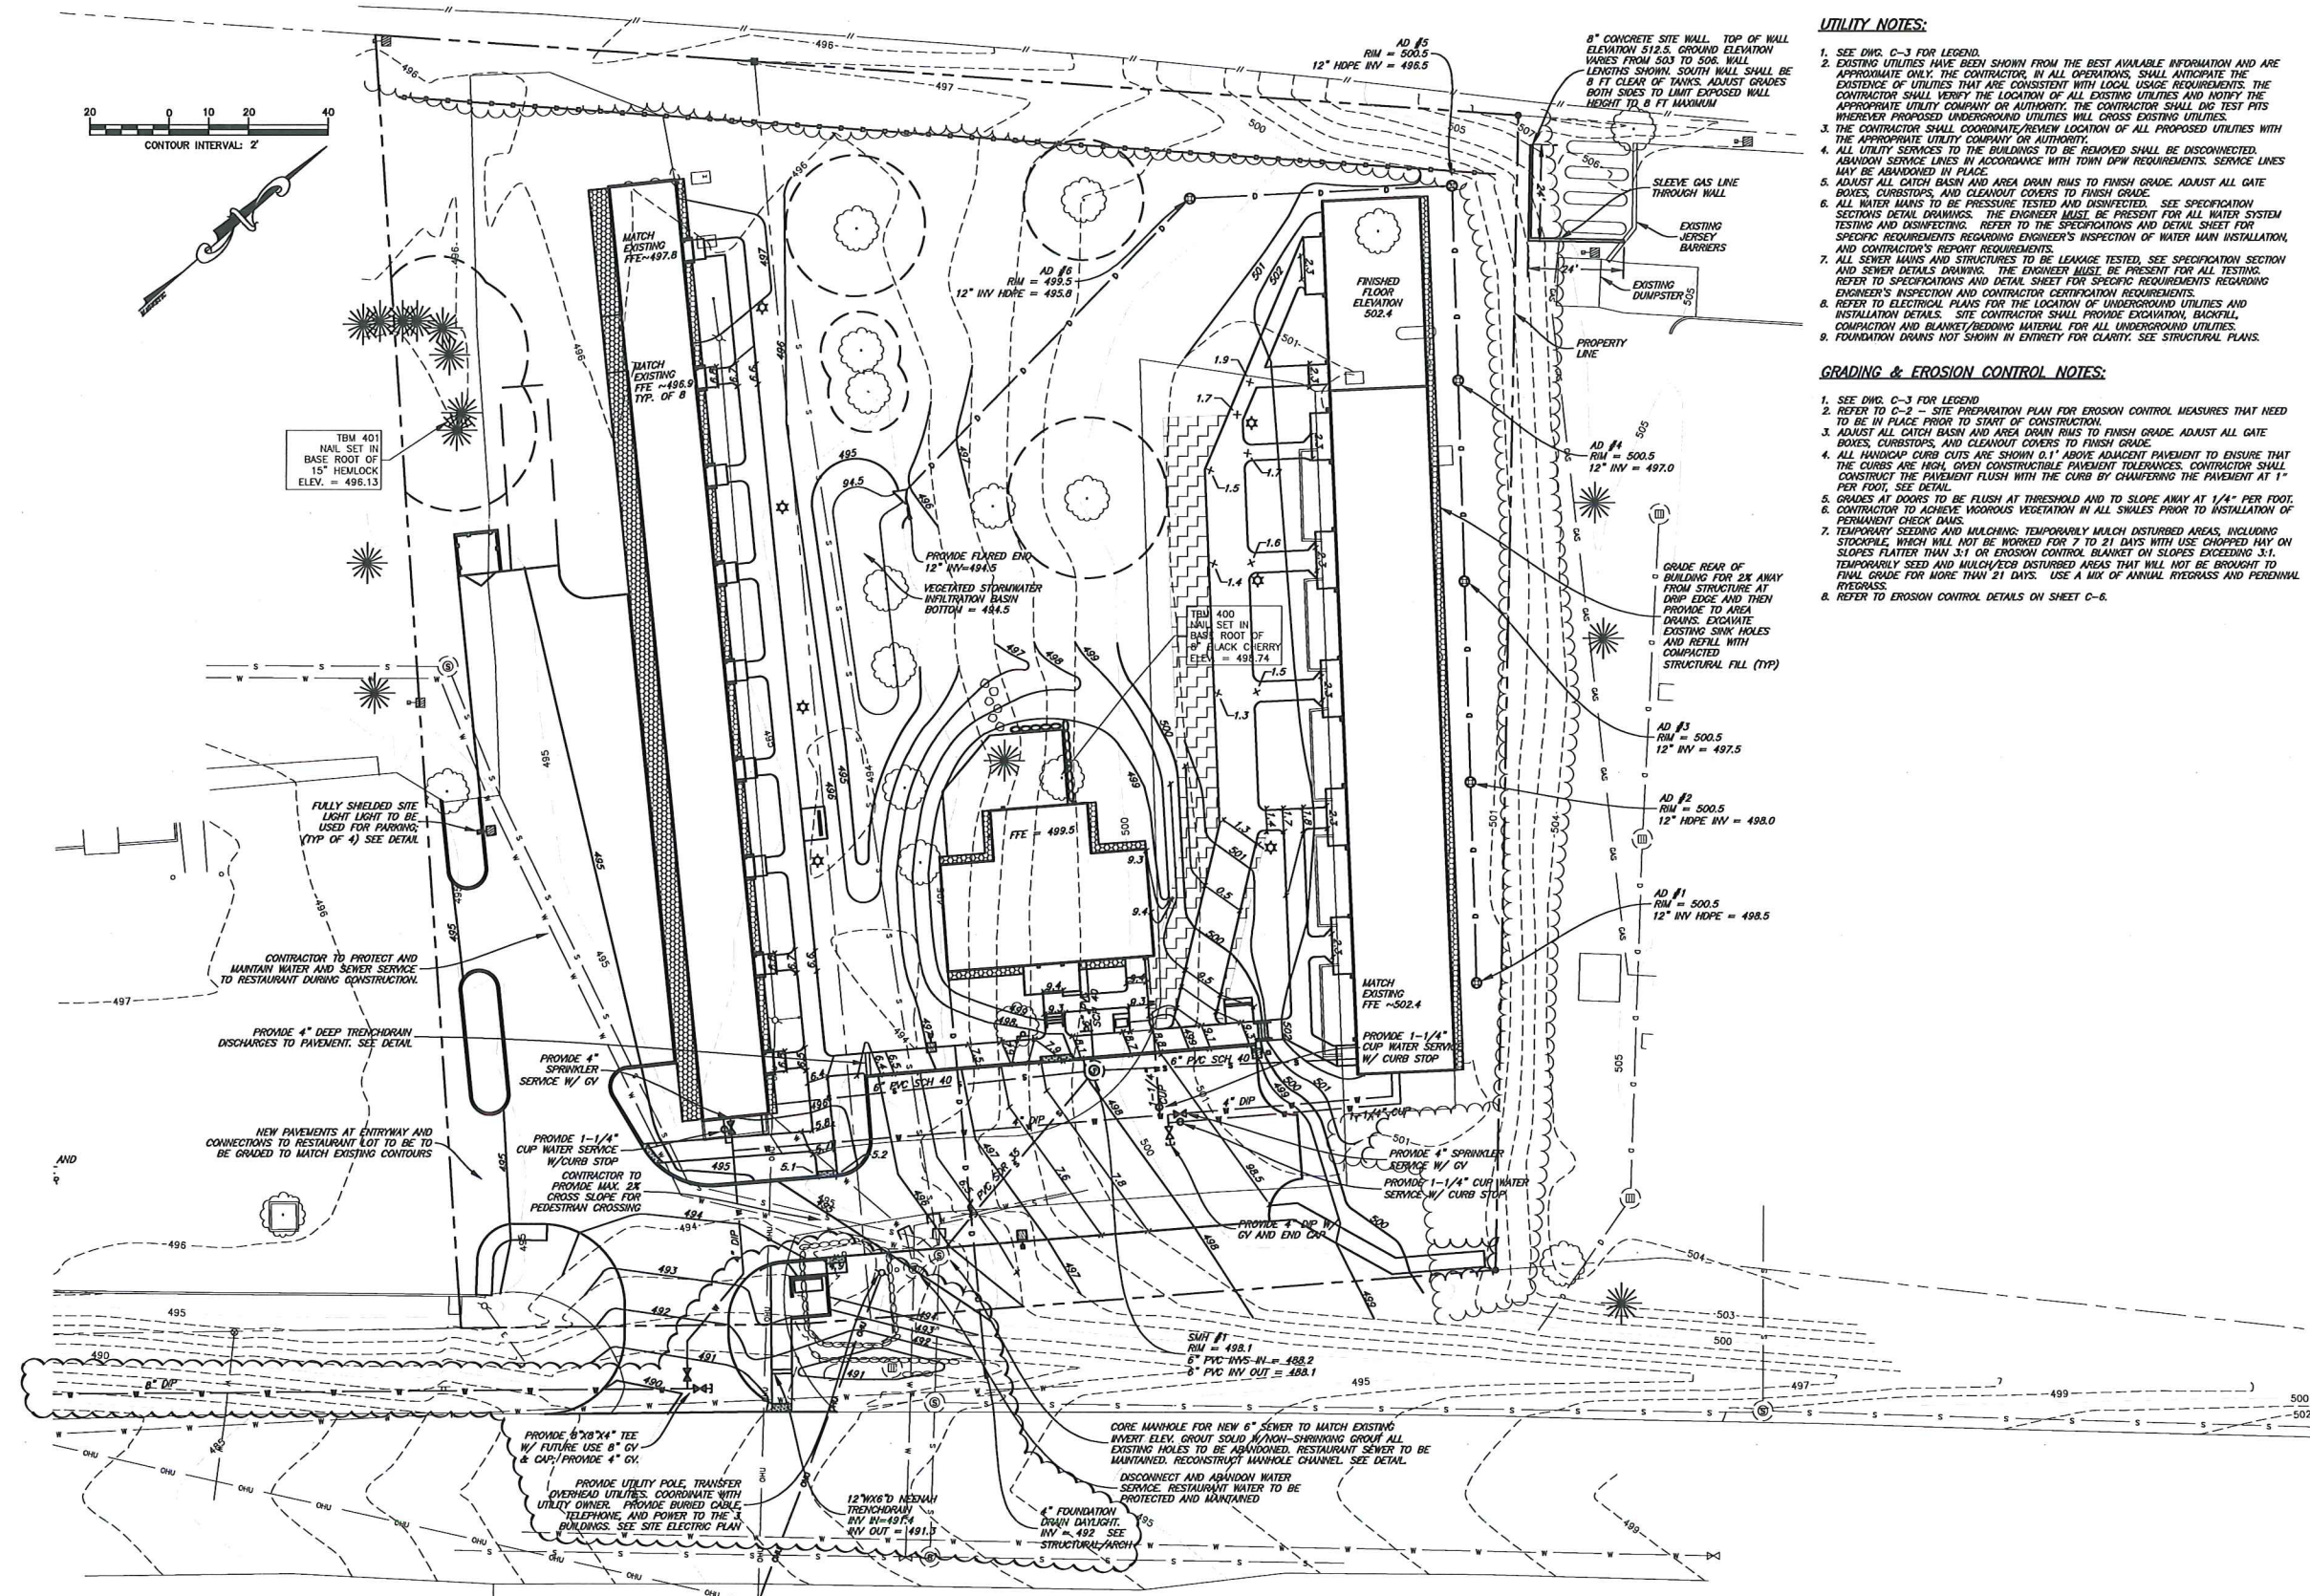 UTILITY NOTES:
1. SEE DWG. C-3 FOR LEGEND.
2. EXISTING UTILITIES HAVE BEEN SHOWN FROM THE BEST AVAILABLE INFORMATION AND ARE
APPROXIMATE ONLY. THE CONTRACTOR, IN ALL OPERATIONS, SHALL ANTICIPATE THE
EXISTENCE OF UTILITIES THAT ARE CONSISTENT WITH LOCAL USAGE REQUIREMENTS. THE
CONTRACTOR SHALL VERIFY THE LOCATION OF ALL EXISTING UTILITIES AND NOTIFY THE
APPROPRIATE UTILITY COMPANY OR AUTHORITY. THE CONTRACTOR SHALL DIG TEST PITS
WHEREVER PROPOSED UNDERGROUND UTILITIES WILL CROSS EXISTING UTILITIES.
3. THE CONTRACTOR SHALL COORDINATE/REVIEW LOCATION OF ALL PROPOSED UTILITIES WITH
THE APPROPRIATE UTILITY COMPANY OR AUTHORITY.
4. ALL UTILITY SERVICES TO THE BUILDINGS TO BE REMOVED SHALL BE DISCONNECTED.
ABANDON SERVICE LINES IN ACCORDANCE WITH TOWN DPW REQUIREMENTS. SERVICE LINES
MAY BE ABANDONED IN PLACE.
5. ADJUST ALL CATCH BASIN AND AREA DRAIN RIMS TO FINISH GRADE. ADJUST ALL GATE
BOXES, CURBSTOPS, AND CLEANOUT COVERS TO FINISH GRADE.
6. ALL WATER MAINS TO BE PRESSURE TESTED AND DISINFECTED. SEE SPECIFICATION
SECTIONS DETAIL DRAWINGS. THE ENGINEER MUST BE PRESENT FOR ALL WATER SYSTEM
TESTING AND DISINFECTING. REFER TO THE SPECIFICATIONS AND DETAIL SHEET FOR
SPECIFIC REQUIREMENTS REGARDING ENGINEER'S INSPECTION OF WATER MAIN INSTALLATION,
AND CONTRACTOR'S REPORT REQUIREMENTS.
7. ALL SEWER MAINS AND STRUCTURES TO BE LEAKAGE TESTED, SEE SPECIFICATION SECTION
AND SEWER DETAILS DRAWING. THE ENGINEER MUST BE PRESENT FOR ALL TESTING.
REFER TO SPECIFICATIONS AND DETAIL SHEET FOR SPECIFIC REQUIREMENTS REGARDING
ENGINEER'S INSPECTION AND CONTRACTOR CERTIFICATION REQUIREMENTS.
8. REFER TO ELECTRICAL PLANS FOR THE LOCATION OF UNDERGROUND UTILITIES AND
INSTALLATION DETAILS. SITE CONTRACTOR SHALL PROVIDE EXCAVATION, BACKFILL,
COMPACTION AND BLANKET/BEDDING MATERIAL FOR ALL UNDERGROUND UTILITIES.
9. FOUNDATION DRAINS NOT SHOWN IN ENTIRETY FOR CLARITY. SEE STRUCTURAL PLANS.
GRADING & EROSION CONTROL NOTES:
1. SEE DWG. C-3 FOR LEGEND
2. REFER TO C-2 - SITE PREPARATION PLAN FOR EROSION CONTROL MEASURES THAT NEED
TO BE IN PLACE PRIOR TO START OF CONSTRUCTION.
3. ADJUST ALL CATCH BASIN AND AREA DRAIN RIMS TO FINISH GRADE. ADJUST ALL GATE
BOXES, CURBSTOPS, AND CLEANOUT COVERS TO FINISH GRADE.
4. ALL HANDICAP CURB CUTS ARE SHOWN 0.1' ABOVE ADJACENT PAVEMENT TO ENSURE THAT
THE CURBS ARE HIGH, GIVEN CONSTRUCTIBLE PAVEMENT TOLERANCES. CONTRACTOR SHALL
CONSTRUCT THE PAVEMENT FLUSH WITH THE CURB BY CHAMFERING THE PAVEMENT AT 1"
PER FOOT, SEE DETAIL.
5. GRADES AT DOORS TO BE FLUSH AT THRESHOLD AND TO SLOPE AWAY AT 1/4" PER FOOT.
6. CONTRACTOR TO ACHIEVE VIGOROUS VEGETATION IN ALL SWALES PRIOR TO INSTALLATION OF
PERMANENT CHECK DAMS.
7. TEMPORARY SEEDING AND MULCHING: TEMPORARILY MULCH DISTURBED AREAS, INCLUDING
STOCKPILE, WHICH WILL NOT BE WORKED FOR 7 TO 21 DAYS WITH USE CHOPPED HAY ON
SLOPES FLATTER THAN 3:1 OR EROSION CONTROL BLANKET ON SLOPES EXCEEDING 3:1.
TEMPORARILY SEED AND MULCH/ECB DISTURBED AREAS THAT WILL NOT BE BROUGHT TO
FINAL GRADE FOR MORE THAN 21 DAYS. USE A MIX OF ANNUAL RYEGRASS AND PERENNIAL
RYEGRASS.
8. REFER TO EROSION CONTROL DETAILS ON SHEET C-6.
20 0 10 20 40
CONTOUR INTERVAL: 2'
AD #5
RIM = 500.5
12" HDPE INV = 496.5
8" CONCRETE SITE WALL. TOP OF WALL
ELEVATION 512.5. GROUND ELEVATION
VARIES FROM 503 TO 506. WALL
LENGTHS SHOWN. SOUTH WALL SHALL BE
8 FT CLEAR OF TANKS. ADJUST GRADES
BOTH SIDES TO LIMIT EXPOSED WALL
HEIGHT TO 8 FT MAXIMUM
SLEEVE GAS LINE
THROUGH WALL
EXISTING
JERSEY
BARRIERS
EXISTING
DUMPSTER
24'
24'
PROPERTY
LINE
MATCH
EXISTING
FFE~497.8
MATCH
EXISTING
FFE ~496.9
TYP. OF 8
AD #6
RIM = 499.5
12" INV HDPE = 495.8
FINISHED
FLOOR
ELEVATION
502.4
TBM 401
NAIL SET IN
BASE ROOT OF
15" HEMLOCK
ELEV. = 496.13
AD #4
RIM = 500.5
12" INV = 497.0
PROVIDE FLARED END
12" INV=494.5
VEGETATED STORMWATER
INFILTRATION BASIN
BOTTOM = 494.5
TBM 400
NAIL SET IN
BASE ROOT OF
8" BLACK CHERRY
ELEV. = 498.74
GRADE REAR OF
BUILDING FOR 2% AWAY
FROM STRUCTURE AT
DRIP EDGE AND THEN
PROVIDE TO AREA
DRAINS. EXCAVATE
EXISTING SINK HOLES
AND REFILL WITH
COMPACTED
STRUCTURAL FILL (TYP)
AD #3
RIM = 500.5
12" INV = 497.5
AD #2
RIM = 500.5
12" HDPE INV = 498.0
AD #1
RIM = 500.5
12" INV HDPE = 498.5
FULLY SHIELDED SITE
LIGHT LIGHT TO BE
USED FOR PARKING;
(TYP OF 4) SEE DETAIL
FFE = 499.5
CONTRACTOR TO PROTECT AND
MAINTAIN WATER AND SEWER SERVICE
TO RESTAURANT DURING CONSTRUCTION.
PROVIDE 4" DEEP TRENCHDRAIN
DISCHARGES TO PAVEMENT. SEE DETAIL
PROVIDE 4"
SPRINKLER
SERVICE W/ GV
MATCH
EXISTING
FFE ~502.4
PROVIDE 1-1/4"
CUP WATER SERVICE
W/ CURB STOP
6" PVC SCH 40
6" PVC SCH 40
4" DIP
4" DIP
1-1/4" CUP
NEW PAVEMENTS AT ENTRYWAY AND
CONNECTIONS TO RESTAURANT LOT TO BE TO
BE GRADED TO MATCH EXISTING CONTOURS
PROVIDE 1-1/4"
CUP WATER SERVICE
W/CURB STOP
CONTRACTOR TO
PROVIDE MAX. 2%
CROSS SLOPE FOR
PEDESTRIAN CROSSING
PROVIDE 4" SPRINKLER
SERVICE W/ GV
PROVIDE 1-1/4" CUP WATER
SERVICE W/ CURB STOP
PROVIDE 4" DIP W/
GV AND END CAP
AND
SMH #1
RIM = 498.1
6" PVC INVS IN = 488.2
6" PVC INV OUT = 488.1
8" DIP
PROVIDE 8"X8"X4" TEE
W/ FUTURE USE 8" GV
& CAP; PROVIDE 4" GV.
PROVIDE UTILITY POLE, TRANSFER
OVERHEAD UTILITIES. COORDINATE WITH
UTILITY OWNER. PROVIDE BURIED CABLE,
TELEPHONE, AND POWER TO THE 3
BUILDINGS. SEE SITE ELECTRIC PLAN
12"WX6"D NEENAH
TRENCHDRAIN
INV IN=491.4
INV OUT = 491.3
4" FOUNDATION
DRAIN DAYLIGHT.
INV = 492 SEE
STRUCTURAL/ARCH
CORE MANHOLE FOR NEW 6" SEWER TO MATCH EXISTING
INVERT ELEV. GROUT SOLID W/NON-SHRINKING GROUT ALL
EXISTING HOLES TO BE ABANDONED. RESTAURANT SEWER TO BE
MAINTAINED. RECONSTRUCT MANHOLE CHANNEL. SEE DETAIL.
DISCONNECT AND ABANDON WATER
SERVICE. RESTAURANT WATER TO BE
PROTECTED AND MAINTAINED